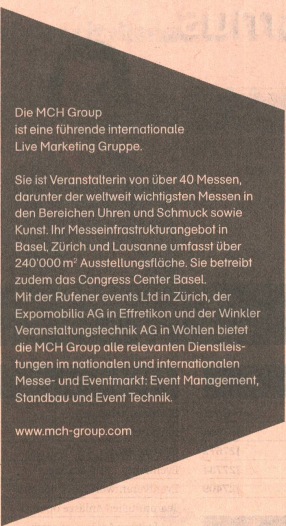 Die MCH Group
ist eine führende internationale
Live Marketing Gruppe.

Sie ist Veranstalterin von über 40 Messen,
darunter der weltweit wichtigsten Messen in
den Bereichen Uhren und Schmuck sowie
Kunst. Ihr Messeinfrastrukturangebot in
Basel, Zürich und Lausanne umfasst über
240'000 m² Ausstellungsfläche. Sie betreibt
zudem das Congress Center Basel.
Mit der Rufener events Ltd in Zürich, der
Expomobilia AG in Effretikon und der Winkler
Veranstaltungstechnik AG in Wohlen bietet
die MCH Group alle relevanten Dienstleis-
tungen im nationalen und internationalen
Messe- und Eventmarkt: Event Management,
Standbau und Event Technik.

www.mch-group.com